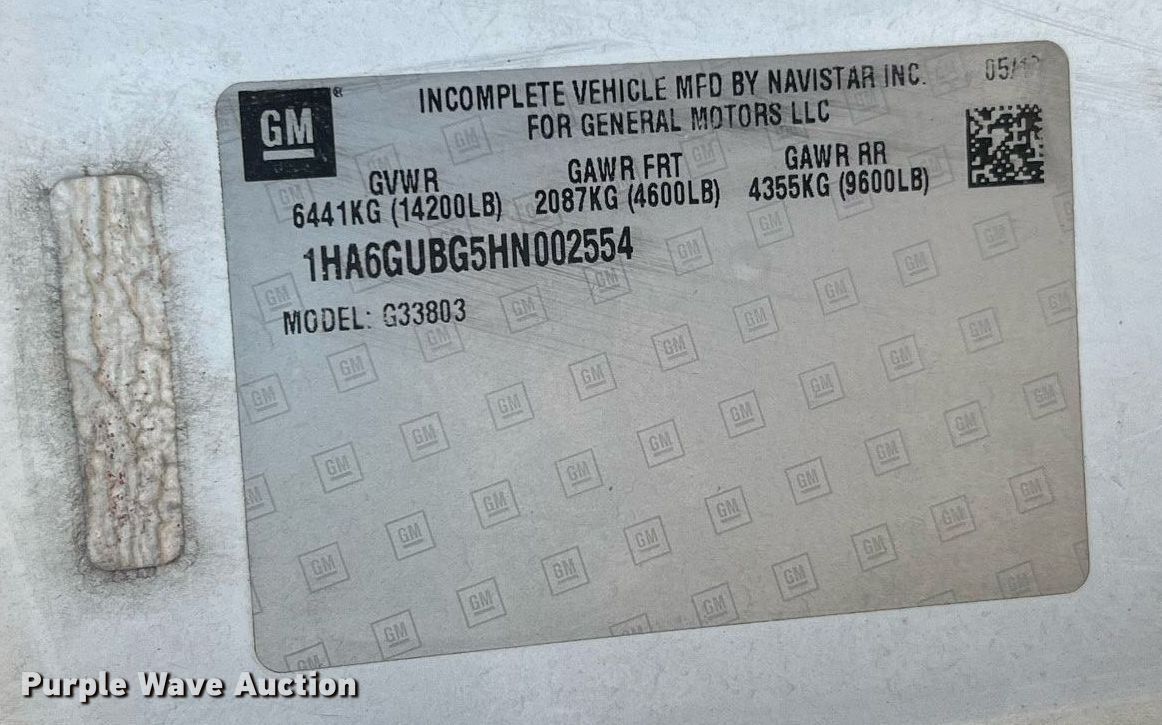 GM®
INCOMPLETE VEHICLE MFD BY NAVISTAR INC.
FOR GENERAL MOTORS LLC
05/
GVWR GAWR FRT GAWR RR
6441KG (14200LB) 2087KG (4600LB) 4355KG (9600LB)
1HA6GUBG5HN002554
MODEL: G33803
Purple Wave Auction